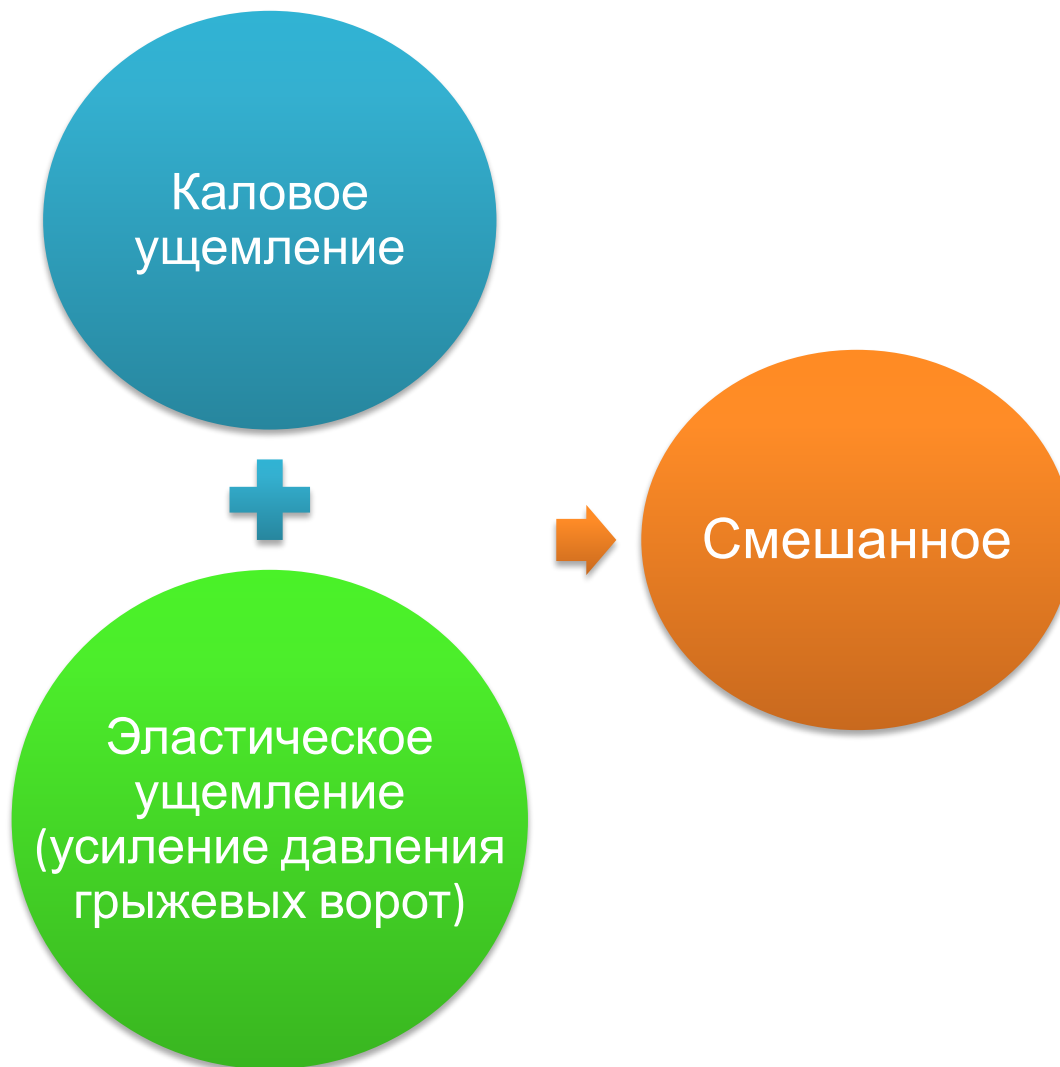 Каловое
ущемление
Эластическое
ущемление
(усиление давления
грыжевых ворот)
Смешанное